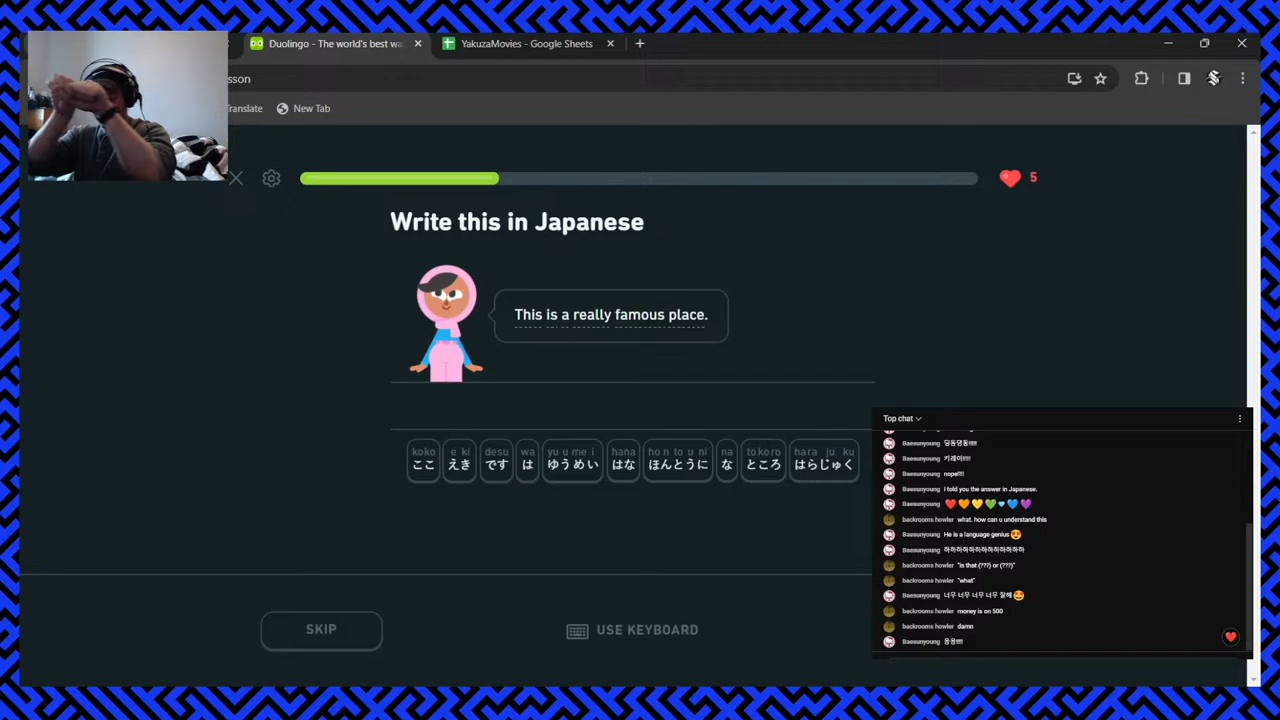 Duolingo - The world's best wa
YakuzaMovies - Google Sheets
sson
Translate
New Tab
5
Write this in Japanese
This is a really famous place.
koko e ki desu wa yu u me i hana ho n to u ni na tokoro hara ju ku
ここ えき です は ゆうめい はな ほんとうに な ところ はらじゅく
SKIP
USE KEYBOARD
Top chat
Baesunyoung 딩동댕동!!!!!
Baesunyoung 키레이!!!!
Baesunyoung nope!!!!
Baesunyoung I told you the answer in Japanese.
Baesunyoung ❤️🧡💛💚🩵💙💜
backrooms howler what. how can u understand this
Baesunyoung He is a language genius 😍
Baesunyoung 하하하하하하하하하하하하하
backrooms howler "is that (???) or (???)"
backrooms howler "what"
Baesunyoung 너무 너무 너무 너무 잘해 🥰
backrooms howler money is on 500
backrooms howler damn
Baesunyoung 응응!!!!